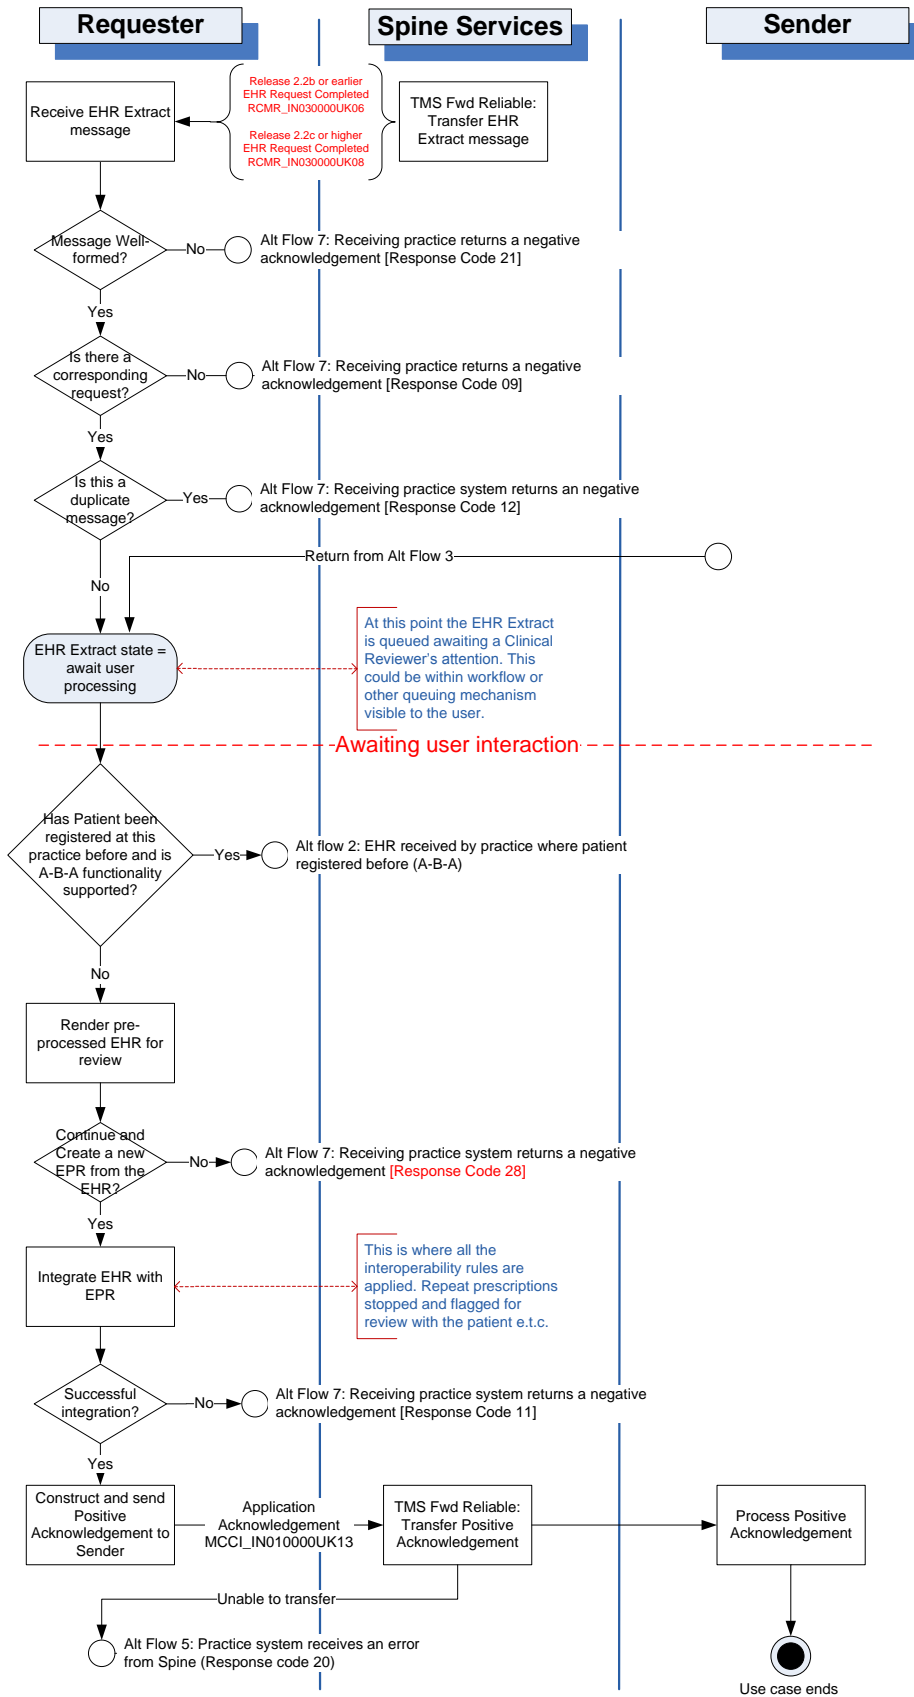 Requester
Spine Services
Sender
Receive EHR Extract
message
Release 2.2b or earlier
EHR Request Completed
RCMR_IN030000UK06
Release 2.2c or higher
EHR Request Completed
RCMR_IN030000UK08
TMS Fwd Reliable:
Transfer EHR
Extract message
Message Well-
formed?
No
Alt Flow 7: Receiving practice returns a negative
acknowledgement [Response Code 21]
Yes
Is there a
corresponding
request?
No
Alt Flow 7: Receiving practice returns a negative
acknowledgement [Response Code 09]
Yes
Is this a
duplicate
message?
Yes
Alt Flow 7: Receiving practice system returns an negative
acknowledgement [Response Code 12]
Return from Alt Flow 3
No
EHR Extract state =
await user
processing
At this point the EHR Extract
is queued awaiting a Clinical
Reviewer's attention. This
could be within workflow or
other queuing mechanism
visible to the user.
Awaiting user interaction
Has Patient been
registered at this
practice before and is
A-B-A functionality
supported?
Yes
Alt flow 2: EHR received by practice where patient
registered before (A-B-A)
No
Render pre-
processed EHR for
review
Continue and
Create a new
EPR from the
EHR?
No
Alt Flow 7: Receiving practice system returns a negative
acknowledgement [Response Code 28]
Yes
Integrate EHR with
EPR
This is where all the
interoperability rules are
applied. Repeat prescriptions
stopped and flagged for
review with the patient e.t.c.
Successful
integration?
No
Alt Flow 7: Receiving practice system returns a negative
acknowledgement [Response Code 11]
Yes
Construct and send
Positive
Acknowledgement to
Sender
Application
Acknowledgement
MCCI_IN010000UK13
TMS Fwd Reliable:
Transfer Positive
Acknowledgement
Process Positive
Acknowledgement
Unable to transfer
Alt Flow 5: Practice system receives an error
from Spine (Response code 20)
Use case ends